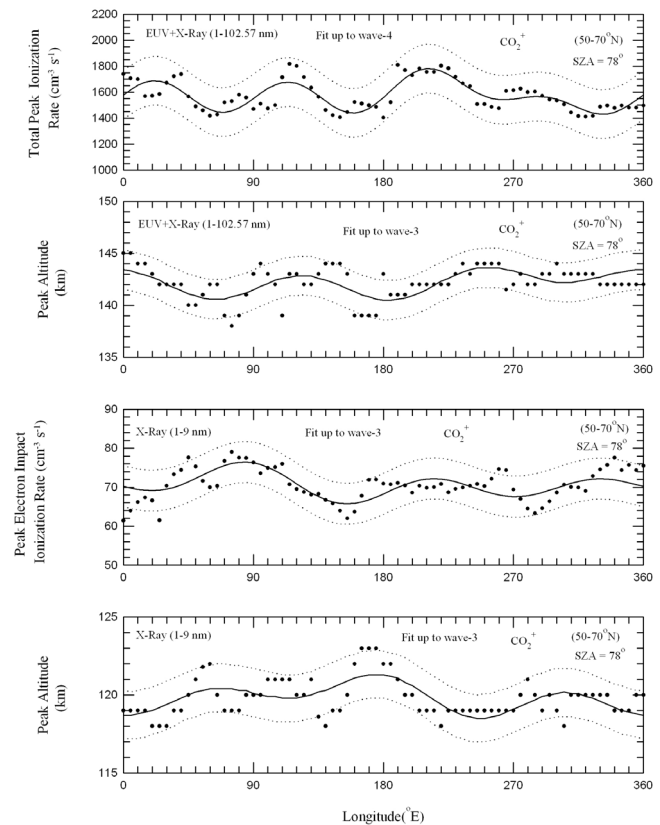 2200
2000
1800
1600
1400
1200
1000
Total Peak Ionization
Rate (cm⁻³ s⁻¹)
EUV+X-Ray (1-102.57 nm)
Fit up to wave-4
CO₂⁺
(50-70°N)
SZA = 78°
0 90 180 270 360
150
145
140
135
Peak Altitude
(km)
EUV+X-Ray (1-102.57 nm)
Fit up to wave-3
CO₂⁺
(50-70°N)
SZA = 78°
0 90 180 270 360
90
80
70
60
50
Peak Electron Impact
Ionization Rate (cm⁻³ s⁻¹)
X-Ray (1-9 nm)
Fit up to wave-3
CO₂⁺
(50-70°N)
SZA = 78°
0 90 180 270 360
125
120
115
Peak Altitude
(km)
X-Ray (1-9 nm)
Fit up to wave-3
CO₂⁺
(50-70°N)
SZA = 78°
0 90 180 270 360
Longitude(°E)